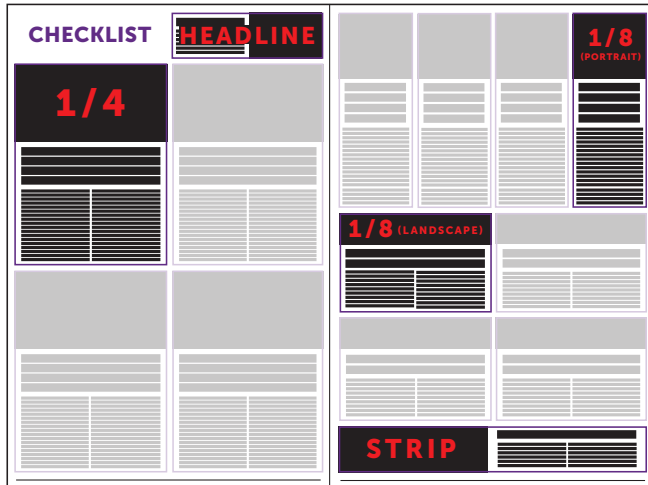 CHECKLIST
HEADLINE
1/4
1/8
(PORTRAIT)
1/8 (LANDSCAPE)
STRIP